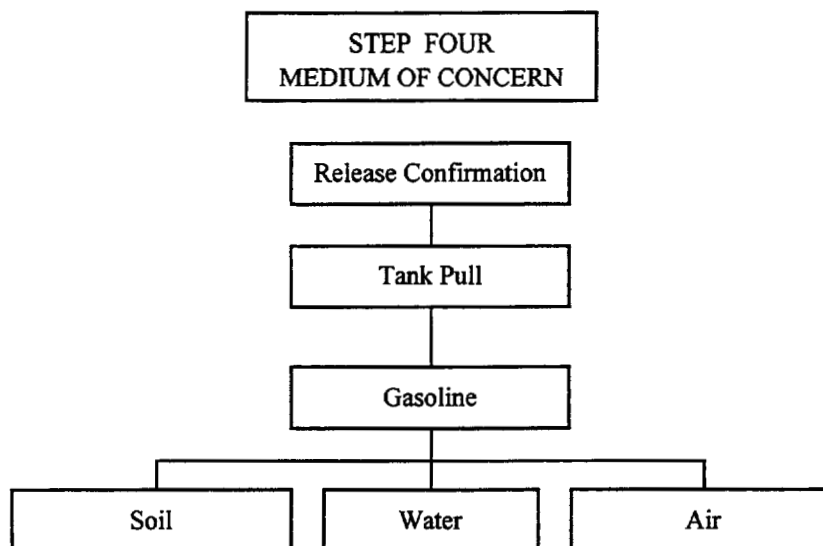 STEP FOUR
MEDIUM OF CONCERN
Release Confirmation
Tank Pull
Gasoline
Soil
Water
Air